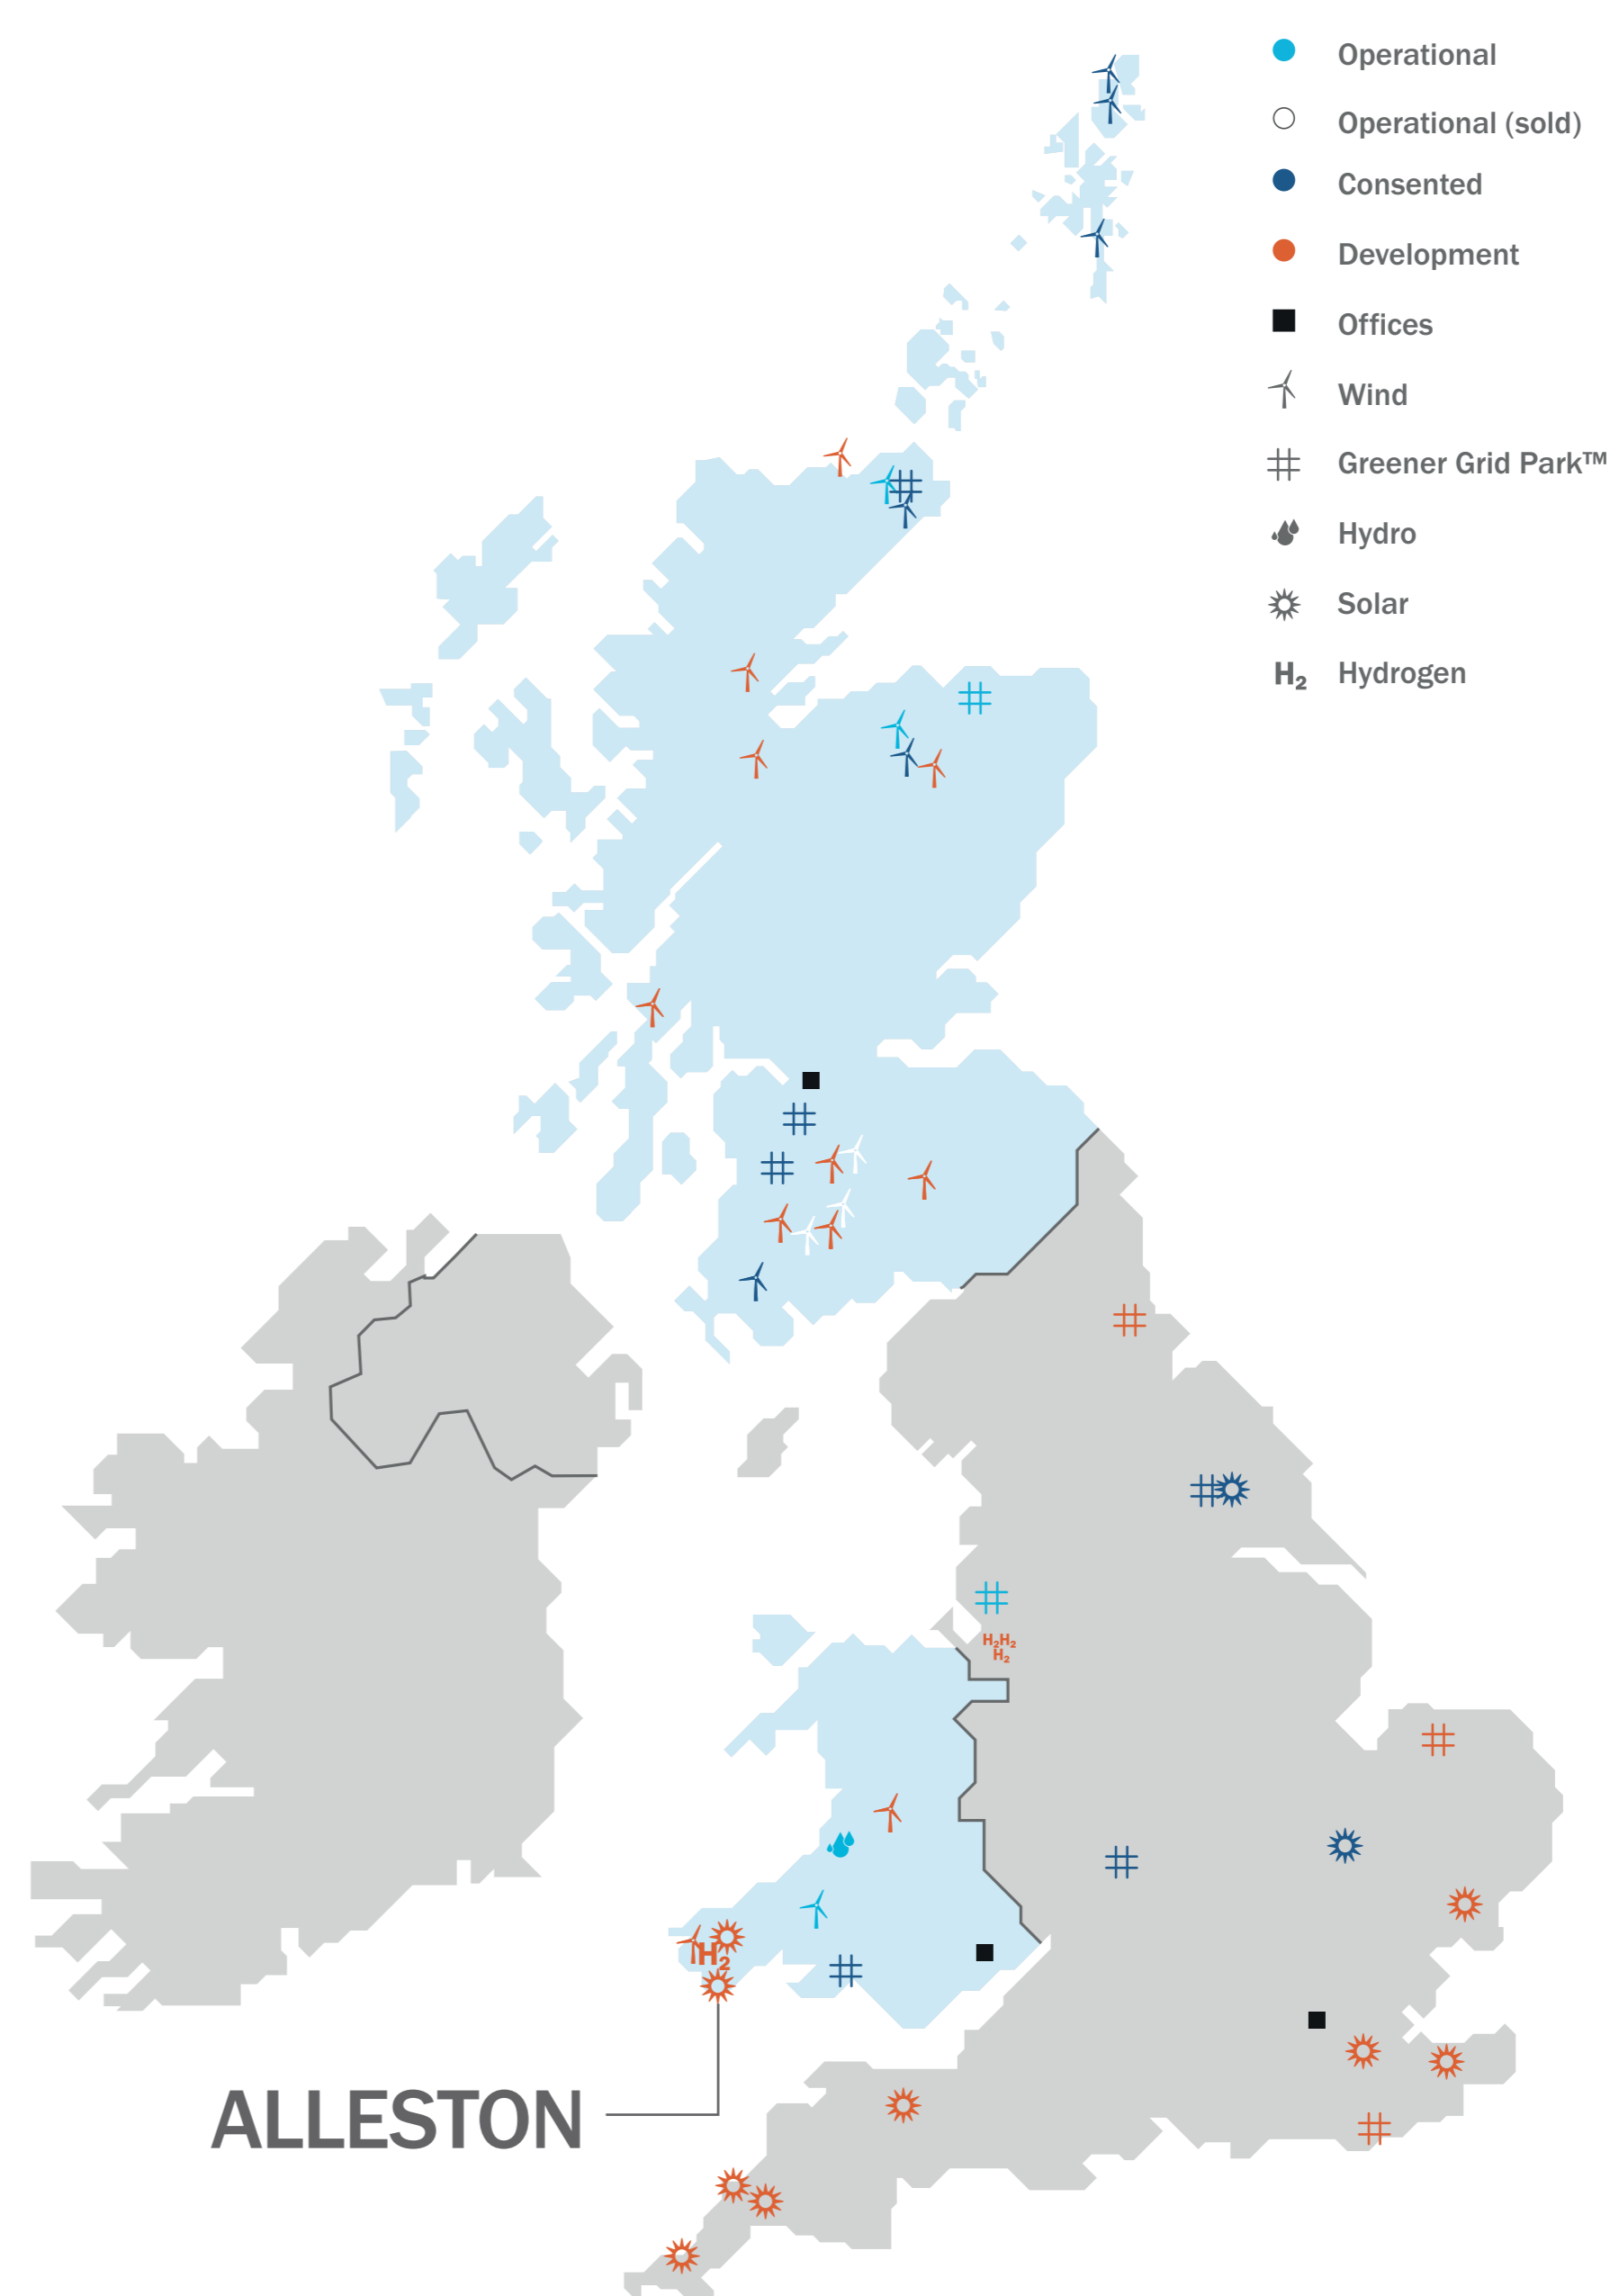 Operational
Operational (sold)
Consented
Development
Offices
Wind
Greener Grid Park™
Hydro
Solar
H₂ Hydrogen
H₂H₂
H₂
H₂
ALLESTON